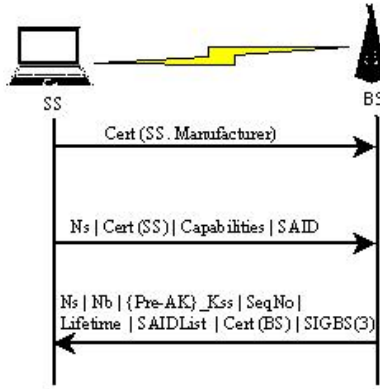 SS
BS
Cert (SS. Manufacturer)
Ns | Cert (SS) | Capabilities | SAID
Ns | Nb | {Pre-AK}_Kss | SeqNo |
Lifetime | SAIDList | Cert (BS) | SIGBS(3)